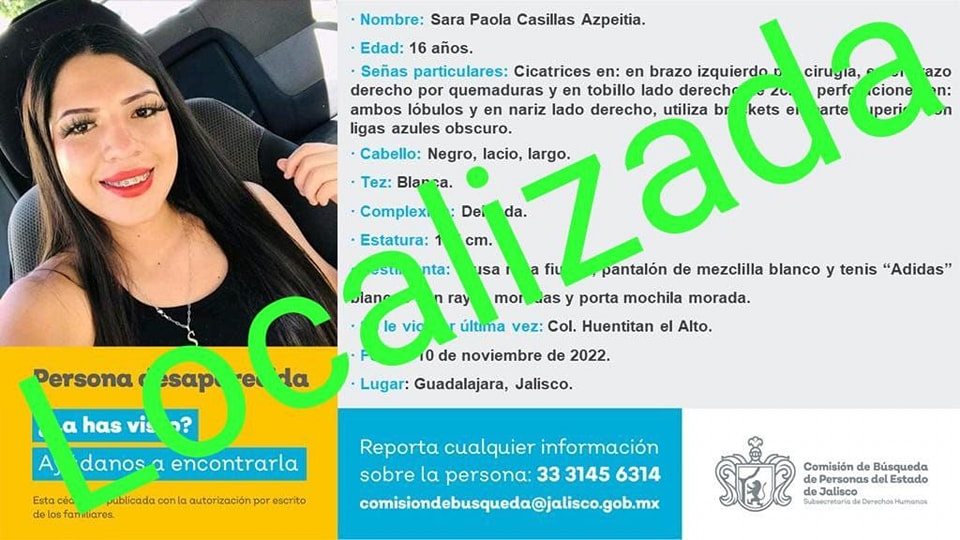 · Nombre: Sara Paola Casillas Azpeitia.
· Edad: 16 años.
· Señas particulares: Cicatrices en: en brazo izquierdo cirugía,
derecho por quemaduras y en tobillo lado derecho
ambos lóbulos y en nariz lado derecho, utiliza
ligas azules obscuro.
· Cabello: Negro, lacio, largo.
· Tez: Blanca.
· Complexión: Delgada.
· Estatura: cm.
pantalón de mezclilla blanco y tenis “Adidas”
y porta mochila morada.
última vez: Col. Huentitan el Alto.
10 de noviembre de 2022.
· Lugar: Guadalajara, Jalisco.
Localizada
Persona desaparecida
¿La has visto?
Ayúdanos a encontrarla
Esta cédula publicada con la autorización por escrito
de los familiares.
Reporta cualquier información
sobre la persona: 33 3145 6314
comisiondebusqueda@jalisco.gob.mx
Comisión de Búsqueda
de Personas del Estado
de Jalisco
Subsecretaría de Derechos Humanos